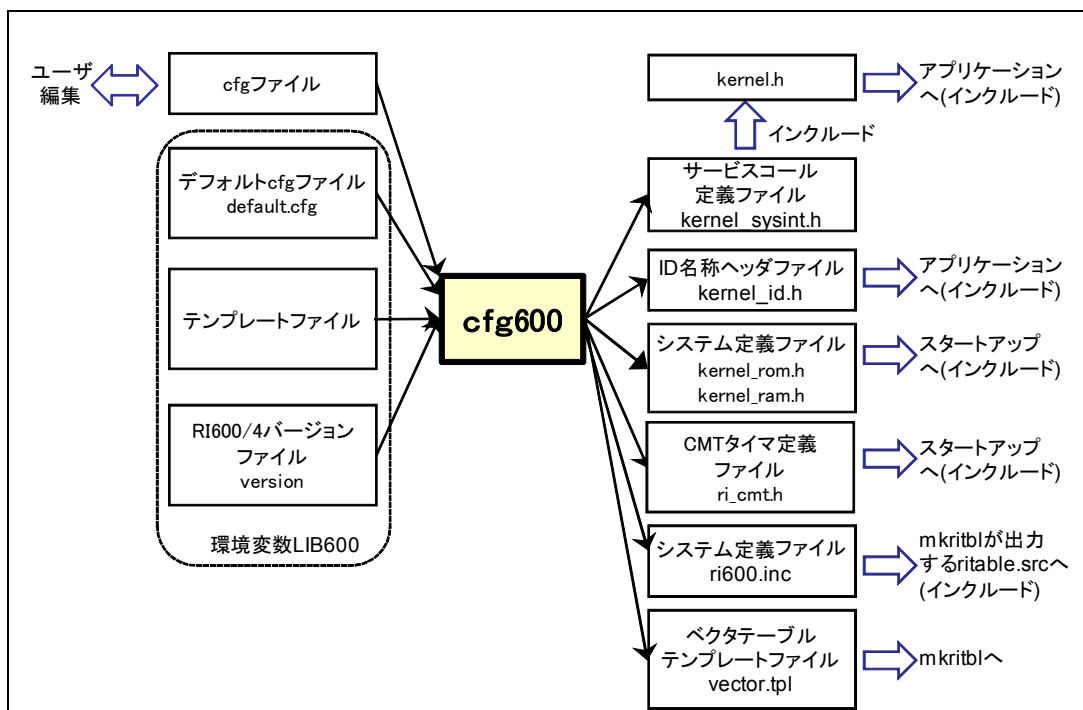 ユーザ
編集
cfgファイル
デフォルトcfgファイル
default.cfg
テンプレートファイル
RI600/4バージョン
ファイル
version
環境変数LIB600
cfg600
kernel.h
アプリケーション
へ(インクルード)
インクルード
サービスコール
定義ファイル
kernel_sysint.h
ID名称ヘッダファイル
kernel_id.h
アプリケーション
へ(インクルード)
システム定義ファイル
kernel_rom.h
kernel_ram.h
スタートアップ
へ(インクルード)
CMTタイマ定義
ファイル
ri_cmt.h
スタートアップ
へ(インクルード)
システム定義ファイル
ri600.inc
mkritblが出力
するritable.srcへ
(インクルード)
ベクタテーブル
テンプレートファイル
vector.tpl
mkritblへ